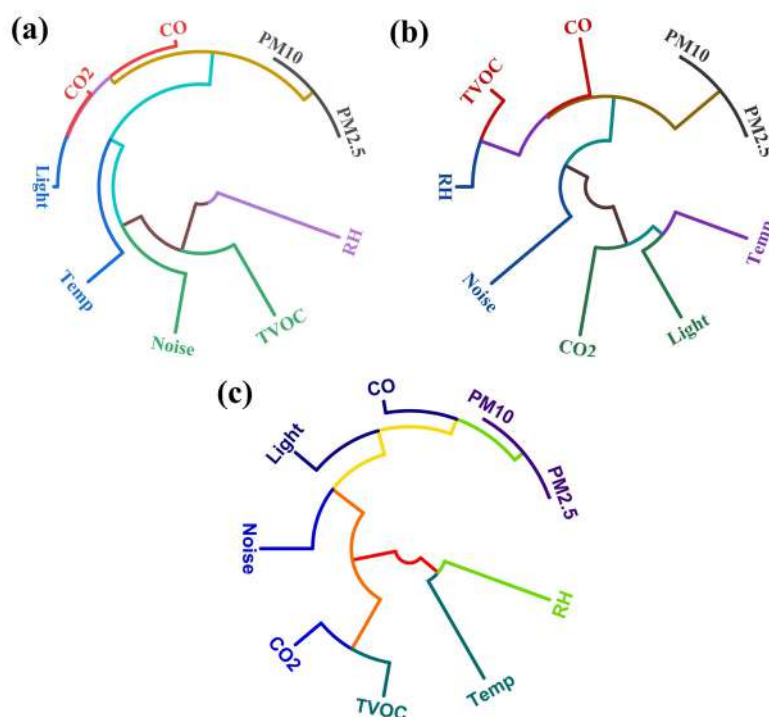 (a)
CO
PM10
PM2.5
CO2
Light
Temp
Noise
TVOC
RH
(b)
CO
PM10
PM2.5
TVOC
RH
Noise
CO2
Light
Temp
(c)
CO
PM10
PM2.5
Light
Noise
CO2
TVOC
Temp
RH